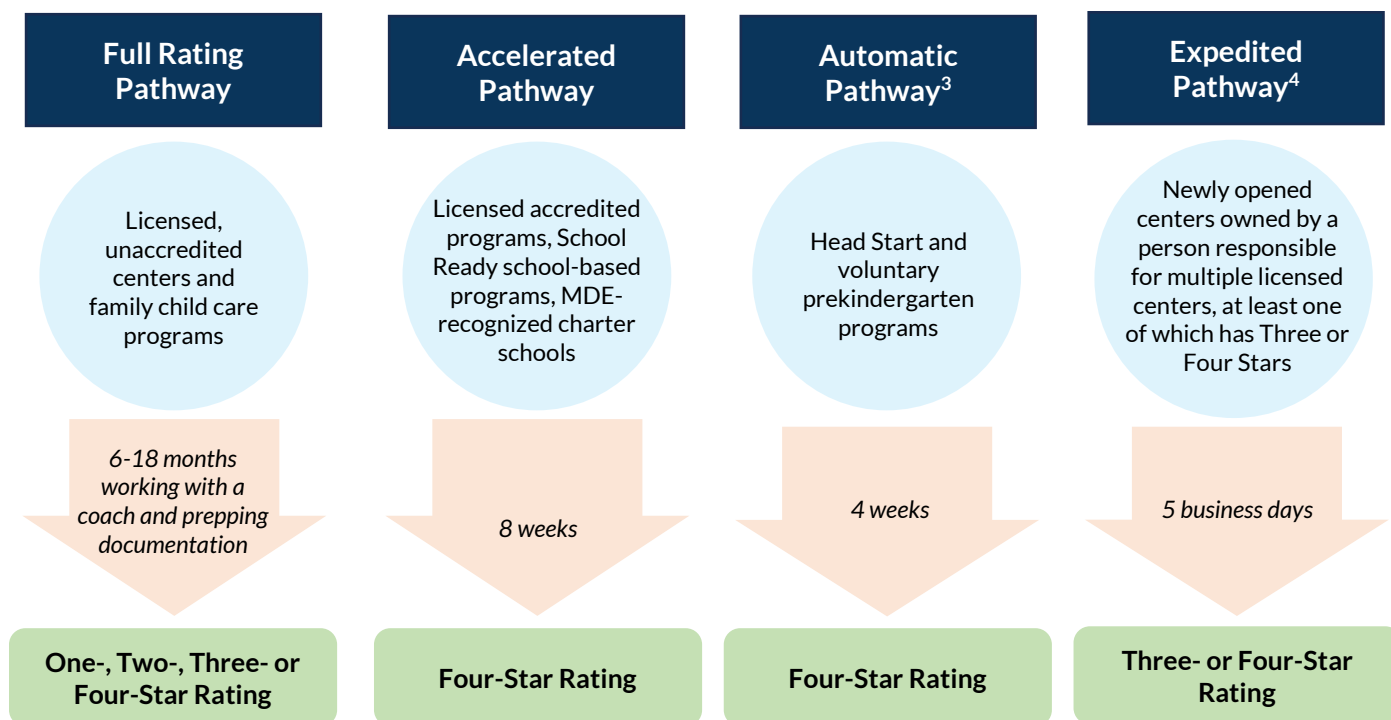 Full Rating
Pathway
Licensed,
unaccredited
centers and
family child care
programs
6-18 months
working with a
coach and prepping
documentation
One-, Two-, Three- or
Four-Star Rating
Accelerated
Pathway
Licensed accredited
programs, School
Ready school-based
programs, MDE-
recognized charter
schools
8 weeks
Four-Star Rating
Automatic
Pathway³
Head Start and
voluntary
prekindergarten
programs
4 weeks
Four-Star Rating
Expedited
Pathway⁴
Newly opened
centers owned by a
person responsible
for multiple licensed
centers, at least one
of which has Three or
Four Stars
5 business days
Three- or Four-Star
Rating